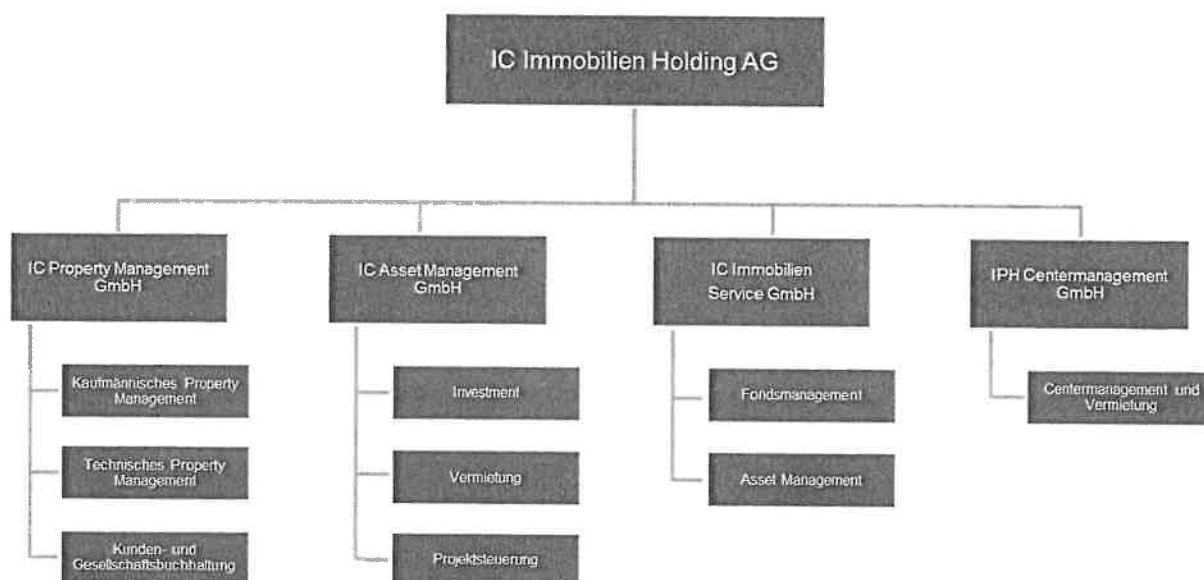 IC Immobilien Holding AG
IC Property Management
GmbH
Kaufmännisches Property
Management
Technisches Property
Management
Kunden- und
Gesellschaftsbuchhaltung
IC Asset Management
GmbH
Investment
Vermietung
Projektsteuerung
IC Immobilien
Service GmbH
Fondsmanagement
Asset Management
IPH Centermanagement
GmbH
Centermanagement und
Vermietung